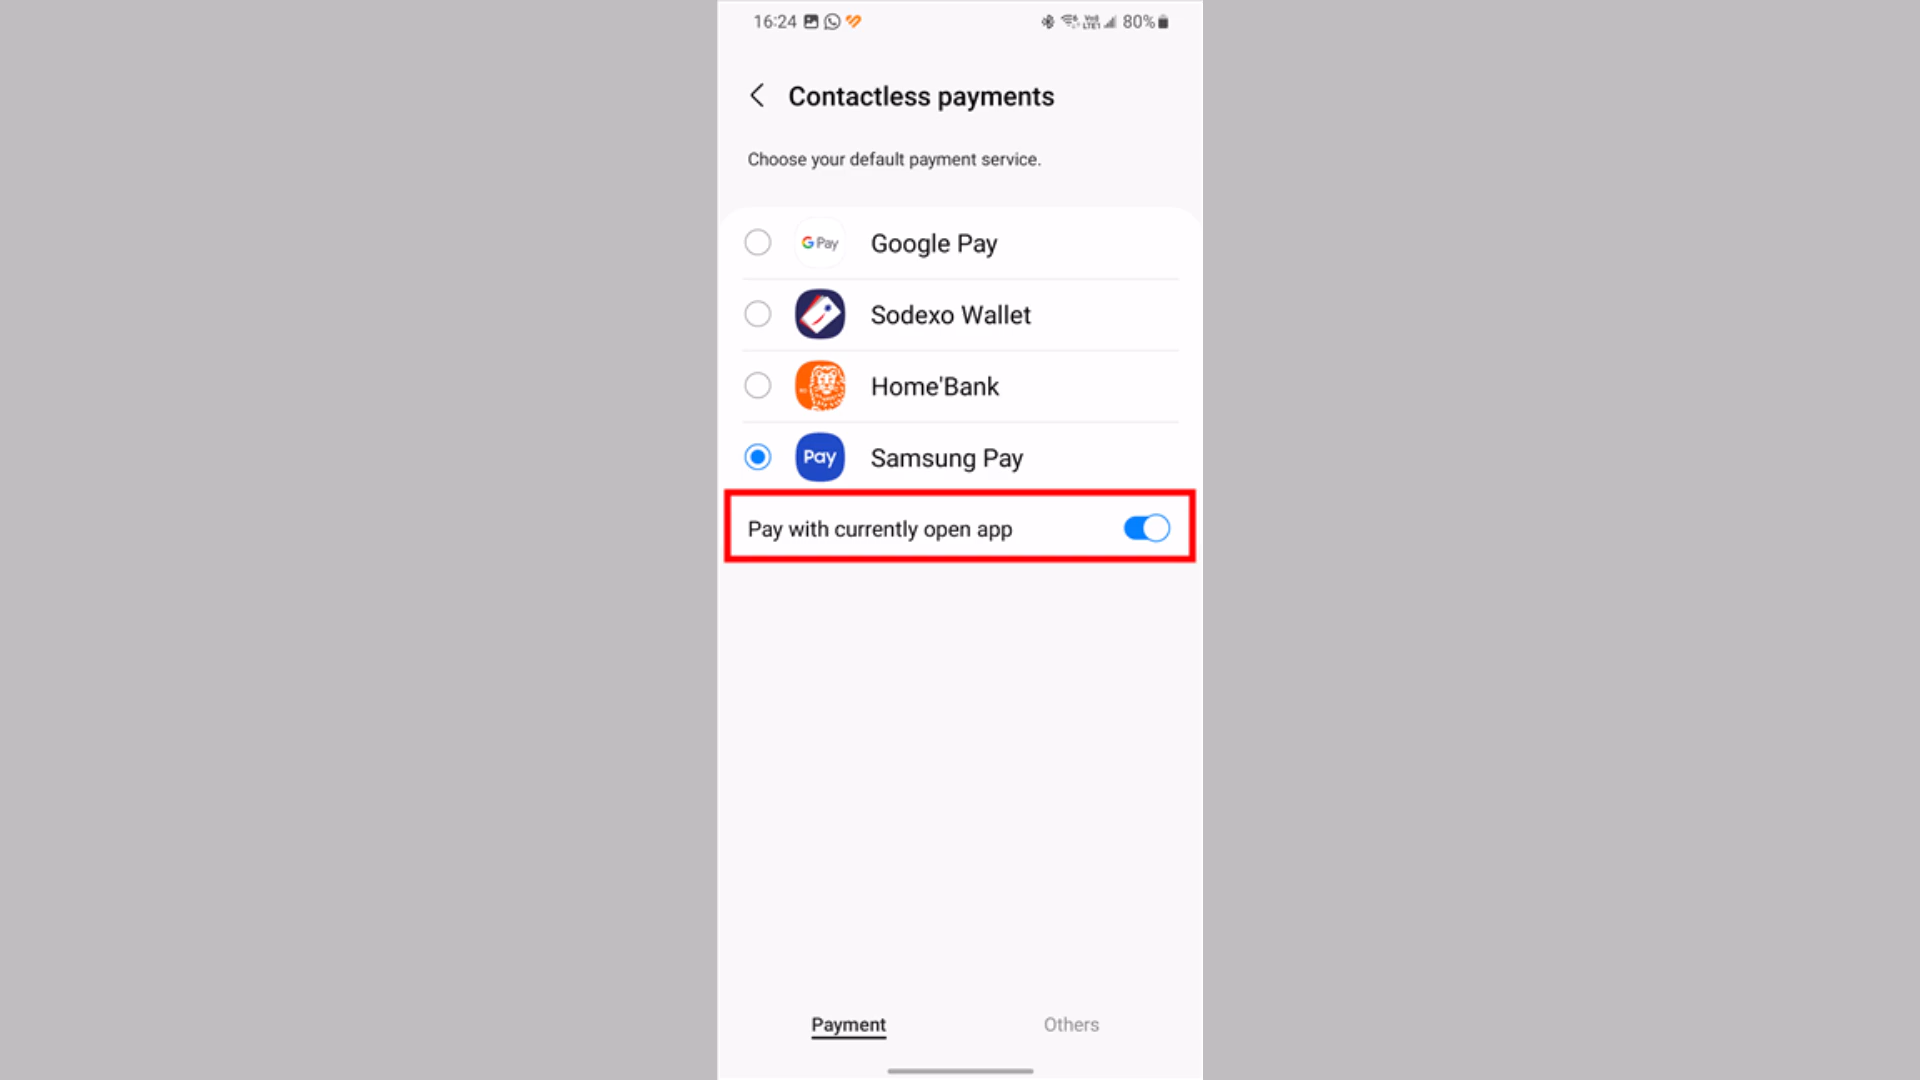 16:24 80%
Contactless payments
Choose your default payment service.
G Pay Google Pay
Sodexo Wallet
Home'Bank
Pay Samsung Pay
Pay with currently open app
Payment Others